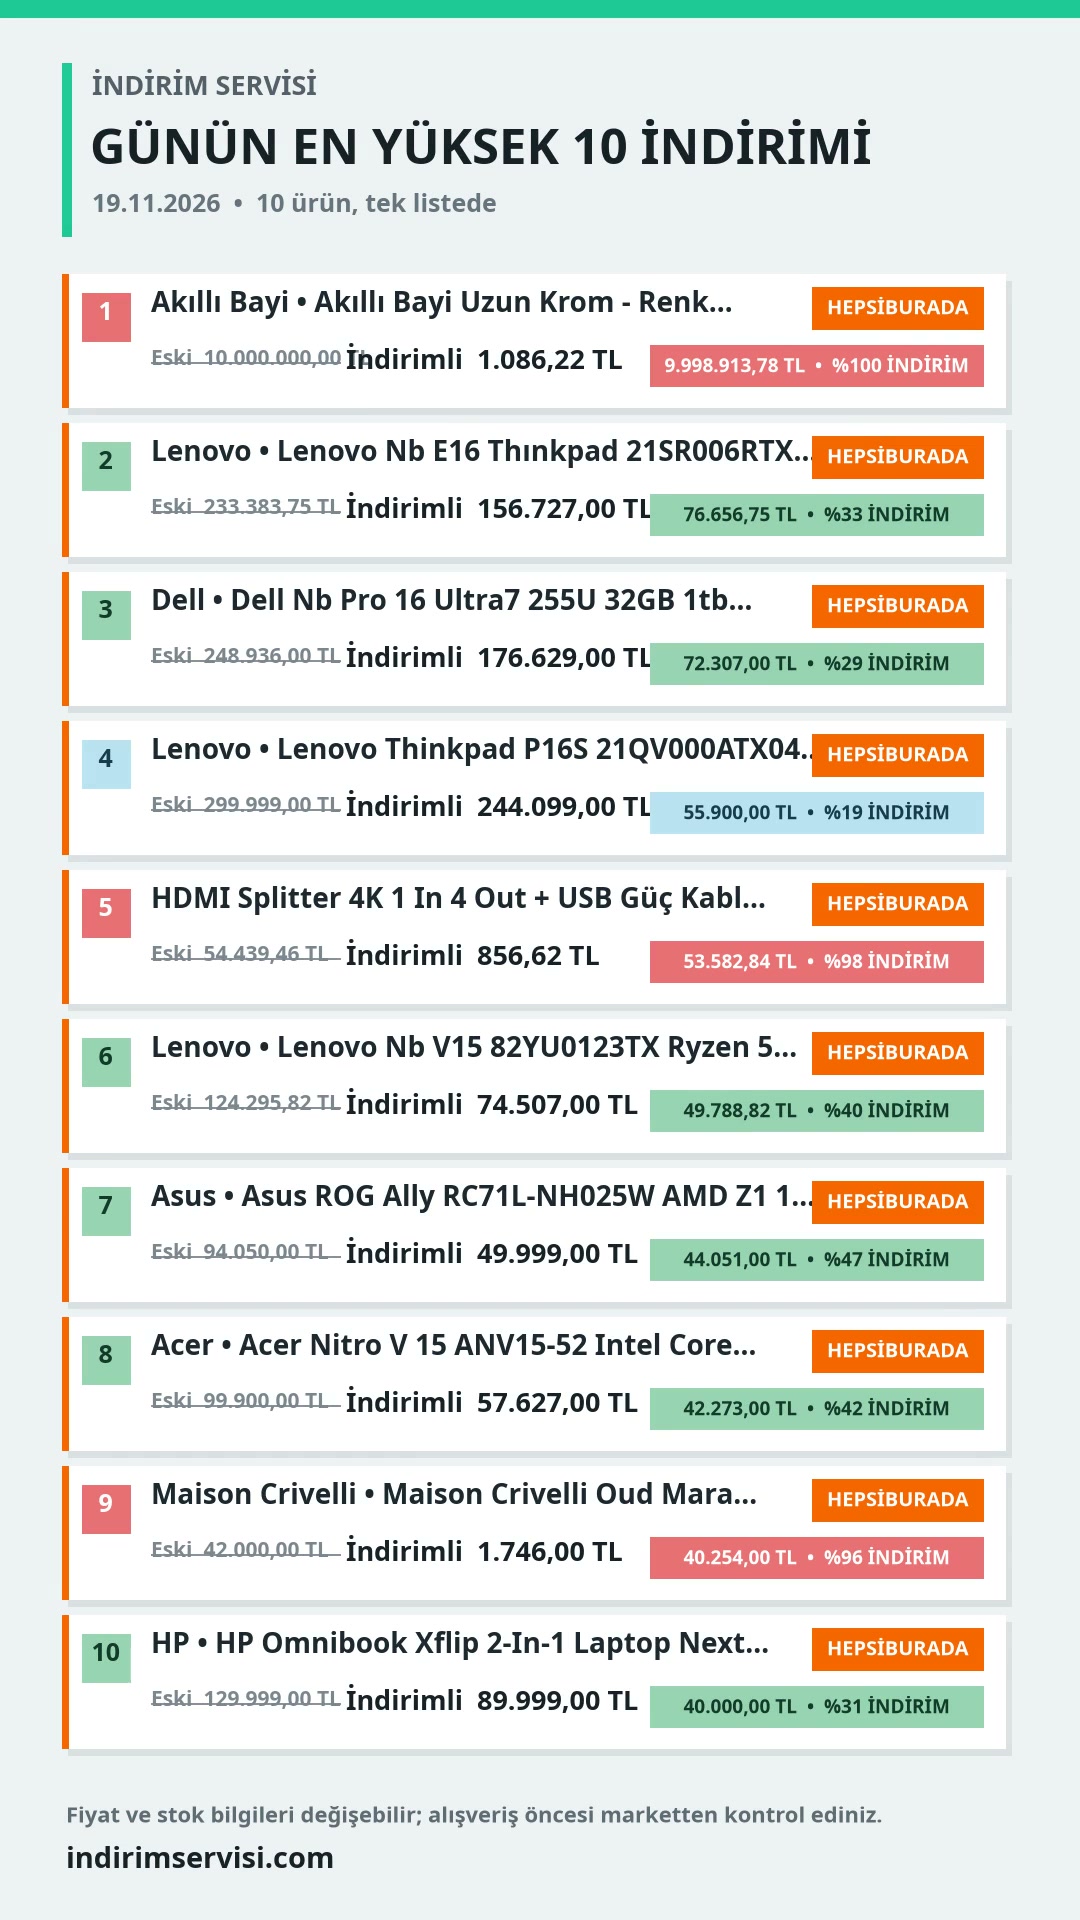 İNDİRİM SERVİSİ
GÜNÜN EN YÜKSEK 10 İNDİRİMİ
19.11.2026 • 10 ürün, tek listede
1 Akıllı Bayi • Akıllı Bayi Uzun Krom - Renk... HEPSİBURADA
Eski 10.000.000,00 TL İndirimli 1.086,22 TL 9.998.913,78 TL • %100 İNDİRİM
2 Lenovo • Lenovo Nb E16 Thınkpad 21SR006RTX... HEPSİBURADA
Eski 233.383,75 TL İndirimli 156.727,00 TL 76.656,75 TL • %33 İNDİRİM
3 Dell • Dell Nb Pro 16 Ultra7 255U 32GB 1tb... HEPSİBURADA
Eski 248.936,00 TL İndirimli 176.629,00 TL 72.307,00 TL • %29 İNDİRİM
4 Lenovo • Lenovo Thinkpad P16S 21QV000ATX04... HEPSİBURADA
Eski 299.999,00 TL İndirimli 244.099,00 TL 55.900,00 TL • %19 İNDİRİM
5 HDMI Splitter 4K 1 In 4 Out + USB Güç Kabl... HEPSİBURADA
Eski 54.439,46 TL İndirimli 856,62 TL 53.582,84 TL • %98 İNDİRİM
6 Lenovo • Lenovo Nb V15 82YU0123TX Ryzen 5... HEPSİBURADA
Eski 124.295,82 TL İndirimli 74.507,00 TL 49.788,82 TL • %40 İNDİRİM
7 Asus • Asus ROG Ally RC71L-NH025W AMD Z1 1... HEPSİBURADA
Eski 94.050,00 TL İndirimli 49.999,00 TL 44.051,00 TL • %47 İNDİRİM
8 Acer • Acer Nitro V 15 ANV15-52 Intel Core... HEPSİBURADA
Eski 99.900,00 TL İndirimli 57.627,00 TL 42.273,00 TL • %42 İNDİRİM
9 Maison Crivelli • Maison Crivelli Oud Mara... HEPSİBURADA
Eski 42.000,00 TL İndirimli 1.746,00 TL 40.254,00 TL • %96 İNDİRİM
10 HP • HP Omnibook Xflip 2-In-1 Laptop Next... HEPSİBURADA
Eski 129.999,00 TL İndirimli 89.999,00 TL 40.000,00 TL • %31 İNDİRİM
Fiyat ve stok bilgileri değişebilir; alışveriş öncesi marketten kontrol ediniz.
indirimservisi.com